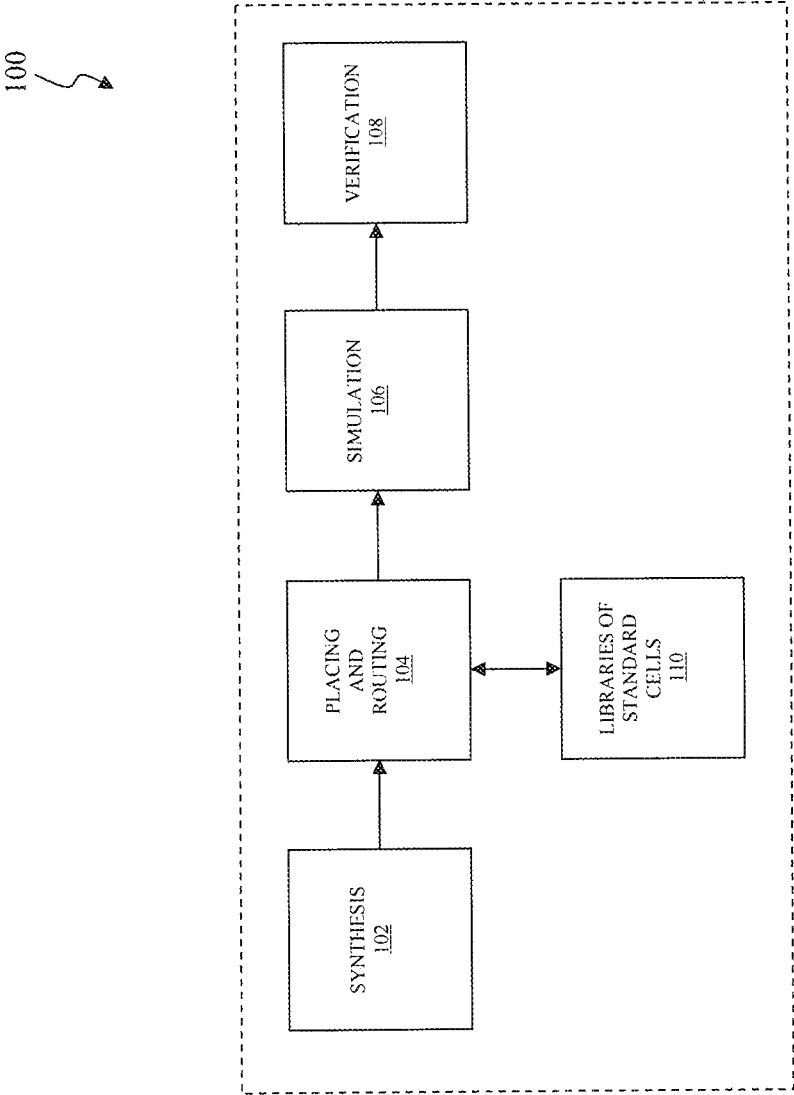 100
SYNTHESIS
102
PLACING
AND
ROUTING
104
SIMULATION
106
VERIFICATION
108
LIBRARIES OF
STANDARD
CELLS
110